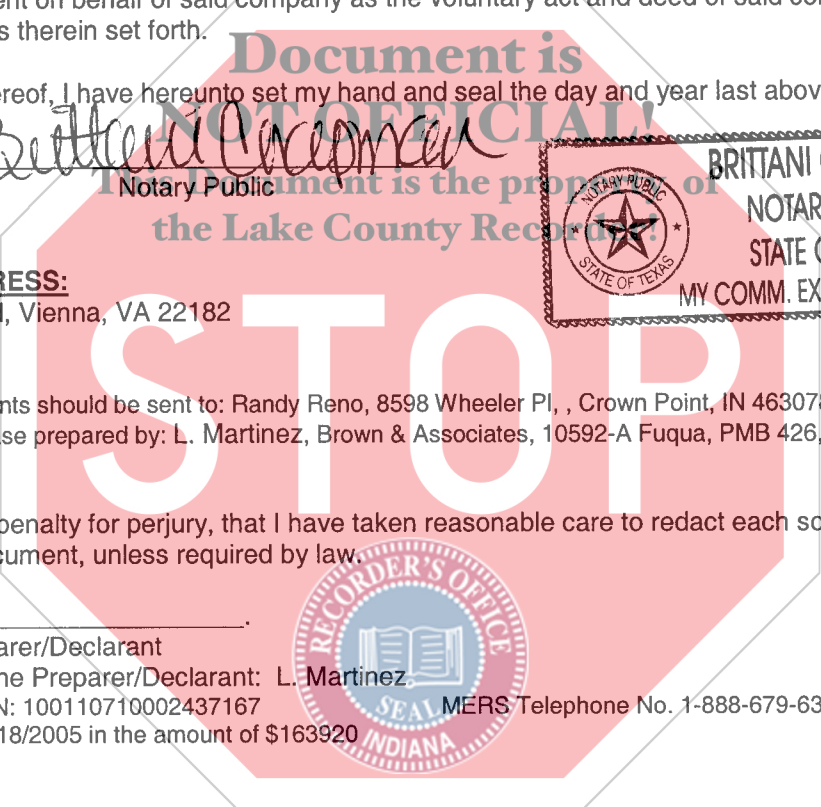 ent on behalf of said company as the voluntary act and deed of said co
s therein set forth.
Document is
ereof, I have hereunto set my hand and seal the day and year last abov
NOT OFFICIAL!
Brittani Chapman
Notary Public
This Document is the property of
the Lake County Recorder!
BRITTANI
NOTAR
STATE O
MY COMM. EX
NOTARY PUBLIC
STATE OF TEXAS
RESS:
l, Vienna, VA 22182
STOP
nts should be sent to: Randy Reno, 8598 Wheeler Pl, , Crown Point, IN 46307
se prepared by: L. Martinez, Brown & Associates, 10592-A Fuqua, PMB 426,
penalty for perjury, that I have taken reasonable care to redact each so
cument, unless required by law.
RECORDER'S OFFICE
SEAL
INDIANA
arer/Declarant
he Preparer/Declarant: L. Martinez
N: 100110710002437167 MERS Telephone No. 1-888-679-63
18/2005 in the amount of $163920